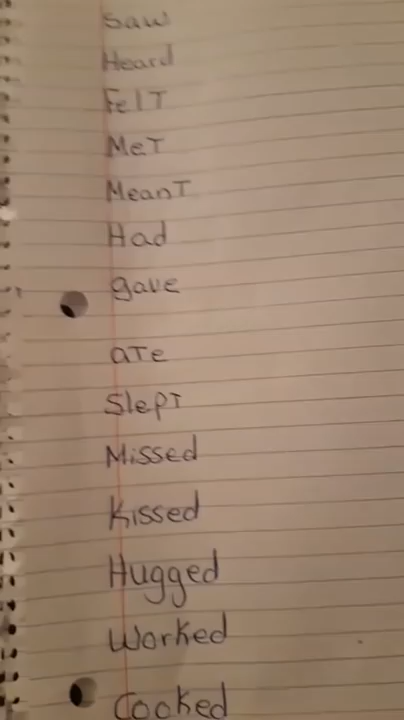 Saw
Heard
FelT
MeT
MeanT
Had
gave
aTe
SlepT
Missed
Kissed
Hugged
Worked
Cooked